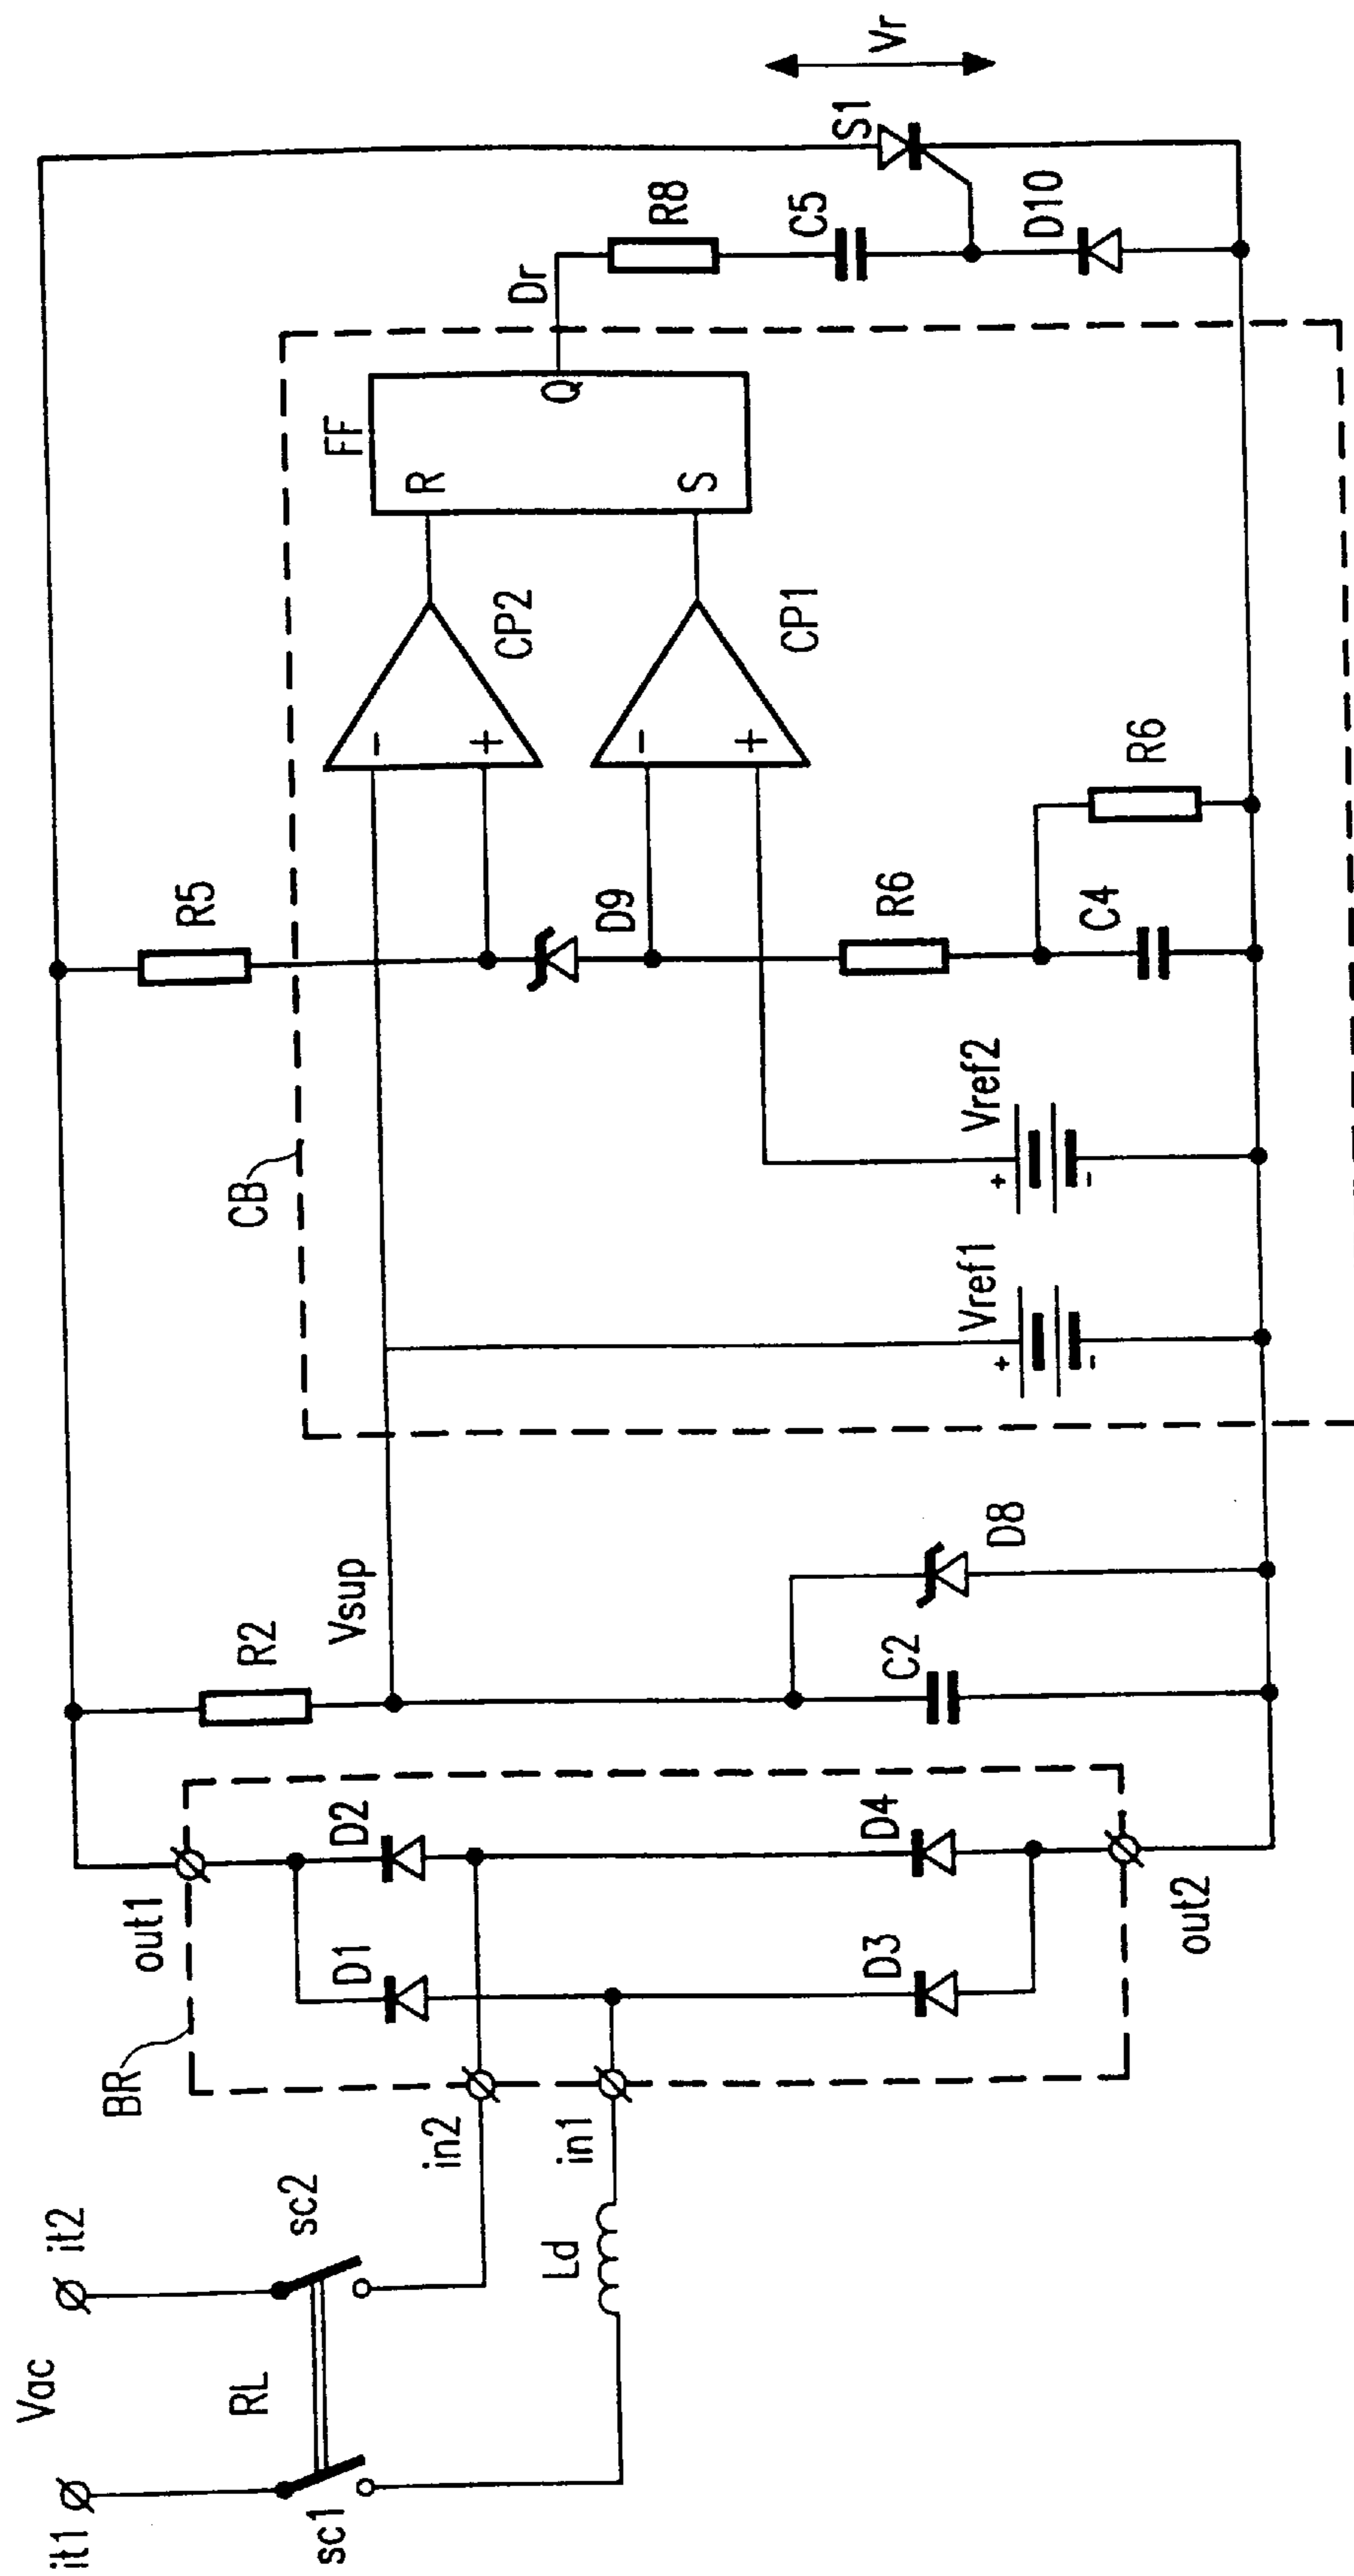 Vac
it1
it2
RL
sc1
sc2
Ld
in2
in1
BR
out1
D1
D2
D3
D4
out2
R2
Vsup
C2
D8
CB
Vref1
+
-
Vref2
+
-
R5
D9
R6
C4
R6
-
+
CP2
-
+
CP1
FF
R
S
Q
Dr
R8
C5
D10
S1
Vr